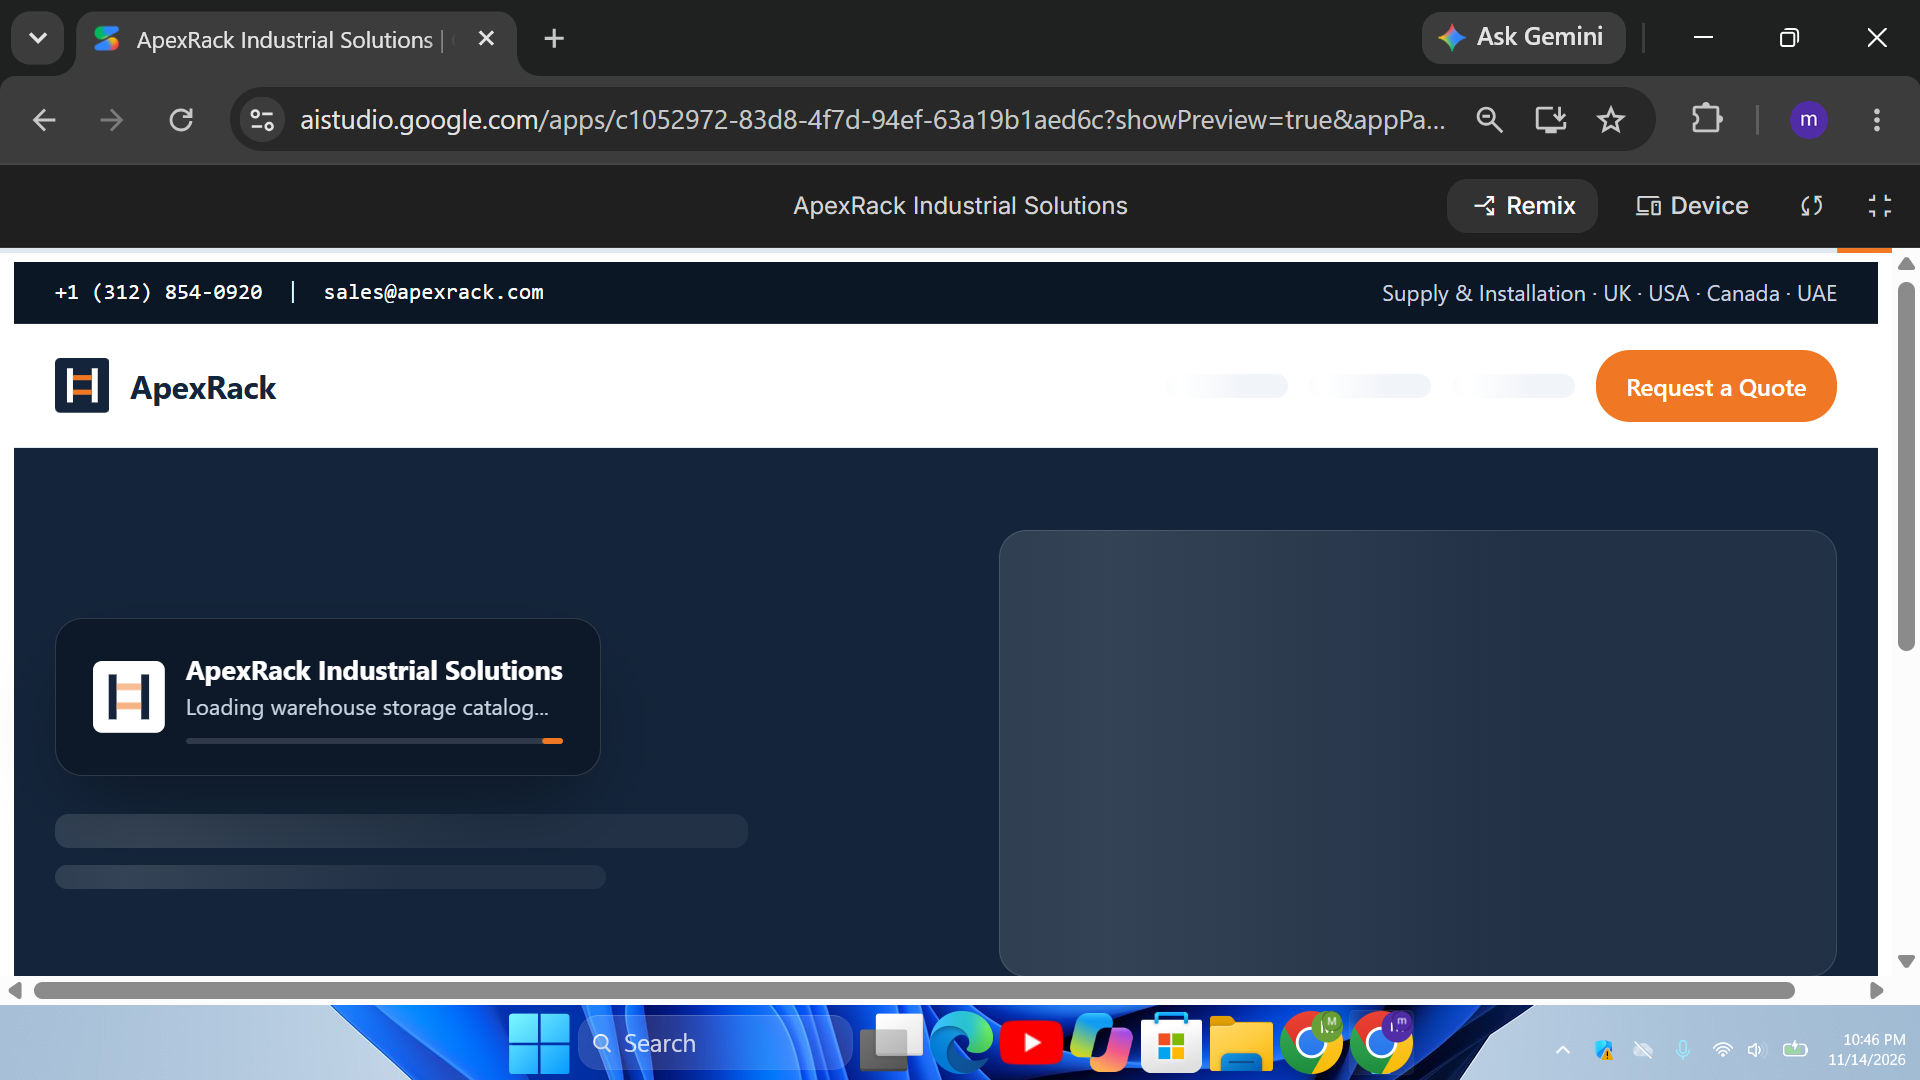 ApexRack Industrial Solutions |
Ask Gemini
aistudio.google.com/apps/c1052972-83d8-4f7d-94ef-63a19b1aed6c?showPreview=true&appPa...
m
ApexRack Industrial Solutions
Remix
Device
+1 (312) 854-0920 | sales@apexrack.com
Supply & Installation · UK · USA · Canada · UAE
ApexRack
Request a Quote
ApexRack Industrial Solutions
Loading warehouse storage catalog...
Search
M
m
10:46 PM
11/14/2026